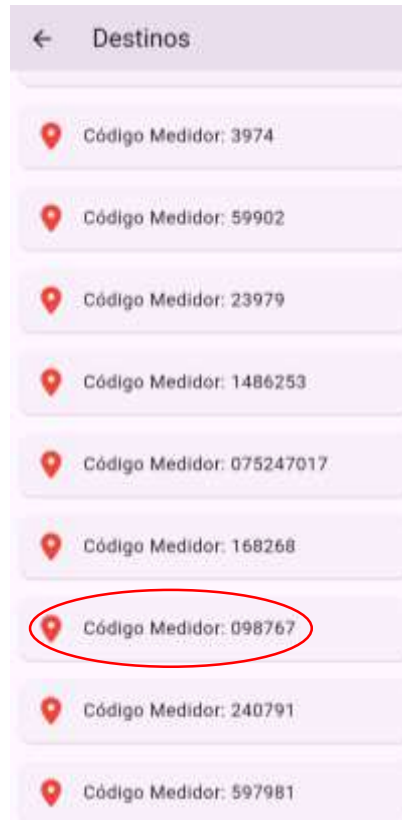 Destinos
Código Medidor: 3974
Código Medidor: 59902
Código Medidor: 23979
Código Medidor: 1486253
Código Medidor: 075247017
Código Medidor: 168268
Código Medidor: 098767
Código Medidor: 240791
Código Medidor: 597981